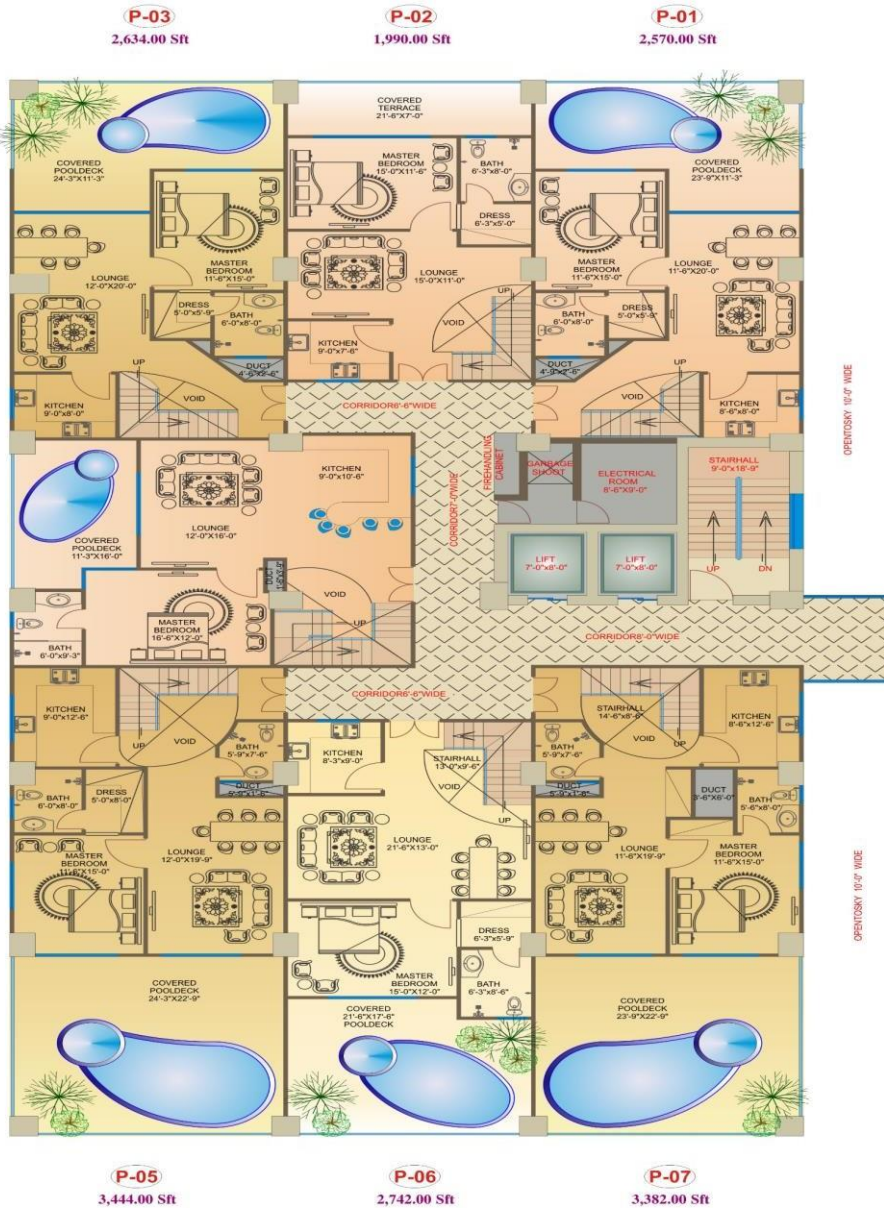 P-03
2,634.00 Sft
P-02
1,990.00 Sft
P-01
2,570.00 Sft
COVERED
POOLDECK
24'-3"X11'-3"
COVERED
TERRACE
21'-6"X7'-0"
COVERED
POOLDECK
23'-9"X11'-3"
MASTER
BEDROOM
11'-6"X15'-0"
LOUNGE
12'-0"X20'-0"
DRESS
5'-0"x5'-9"
BATH
6'-0"x8'-0"
DUCT
4'-6"x2'-6"
KITCHEN
9'-0"x8'-0"
UP
VOID
MASTER
BEDROOM
15'-0"X11'-6"
BATH
6'-3"x8'-0"
DRESS
6'-3"x5'-0"
LOUNGE
15'-0"X11'-0"
KITCHEN
9'-0"x7'-6"
UP
VOID
MASTER
BEDROOM
11'-6"X15'-0"
LOUNGE
11'-6"X20'-0"
BATH
6'-0"x8'-0"
DRESS
5'-0"x5'-9"
DUCT
UP
VOID
KITCHEN
8'-6"x8'-0"
OPENTOSKY 10'-0" WIDE
CORRIDOR6'-6"WIDE
CORRIDOR7'-0"WIDE
FIREHANDLING
CABINET
GARBAGE
SHOOT
ELECTRICAL
ROOM
8'-6"X9'-0"
STAIRHALL
9'-0"x18'-9"
LIFT
7'-0"x8'-0"
LIFT
7'-0"x8'-0"
UP
DN
CORRIDOR8'-0"WIDE
COVERED
POOLDECK
11'-3"X16'-0"
LOUNGE
12'-0"X16'-0"
KITCHEN
9'-0"x10'-6"
VOID
UP
MASTER
BEDROOM
16'-6"X12'-0"
BATH
6'-0"x9'-3"
CORRIDOR6'-6"WIDE
KITCHEN
9'-0"x12'-6"
UP
VOID
BATH
5'-9"x7'-6"
DUCT
BATH
6'-0"x8'-0"
DRESS
5'-0"x8'-0"
MASTER
BEDROOM
11'-6"X15'-0"
LOUNGE
12'-0"X19'-9"
COVERED
POOLDECK
24'-3"X22'-9"
KITCHEN
8'-3"x9'-0"
STAIRHALL
13'-0"x9'-6"
VOID
UP
LOUNGE
21'-6"X13'-0"
DRESS
6'-3"x5'-9"
MASTER
BEDROOM
15'-0"X12'-0"
BATH
6'-3"x8'-6"
COVERED
21'-6"X17'-6"
POOLDECK
STAIRHALL
14'-6"x8'-6"
VOID
UP
KITCHEN
8'-6"x12'-6"
BATH
5'-9"x7'-6"
DUCT
DUCT
3'-6"X6'-0"
BATH
5'-6"x8'-0"
LOUNGE
11'-6"X19'-9"
MASTER
BEDROOM
11'-6"X15'-0"
COVERED
POOLDECK
23'-9"X22'-9"
OPENTOSKY 10'-0" WIDE
P-05
3,444.00 Sft
P-06
2,742.00 Sft
P-07
3,382.00 Sft